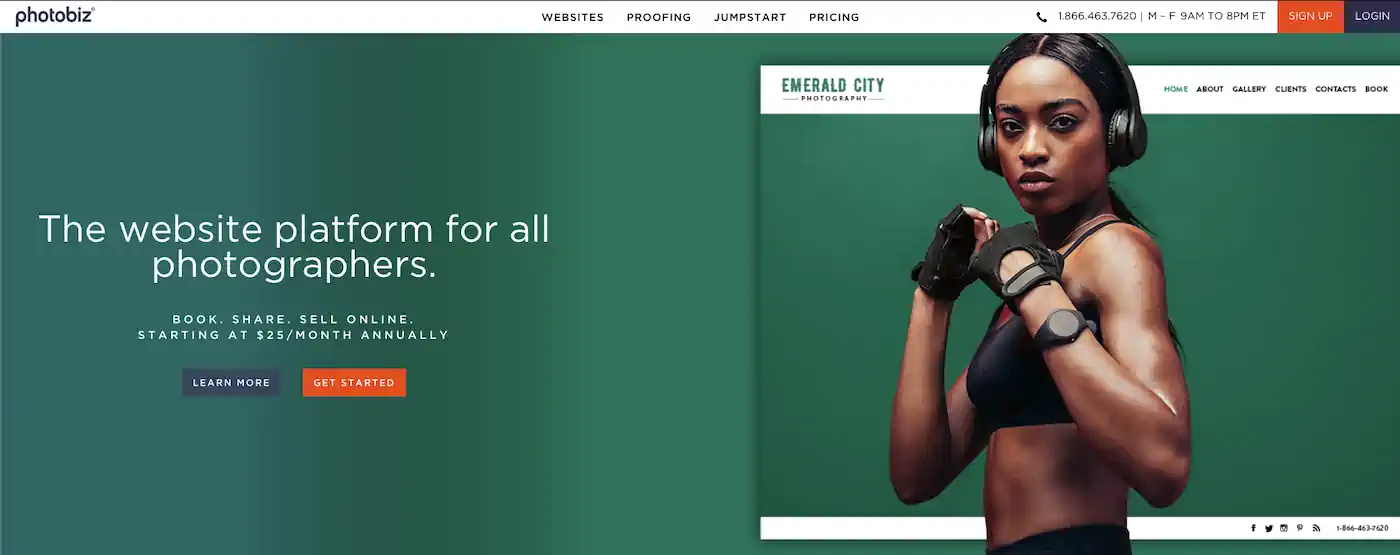 photobiz®
WEBSITES PROOFING JUMPSTART PRICING
1.866.463.7620 | M – F 9AM TO 8PM ET
SIGN UP
LOGIN
EMERALD CITY
PHOTOGRAPHY
HOME ABOUT GALLERY CLIENTS CONTACTS BOOK
The website platform for all
photographers.
BOOK. SHARE. SELL ONLINE.
STARTING AT $25/MONTH ANNUALLY
LEARN MORE
GET STARTED
1-866-463-7620